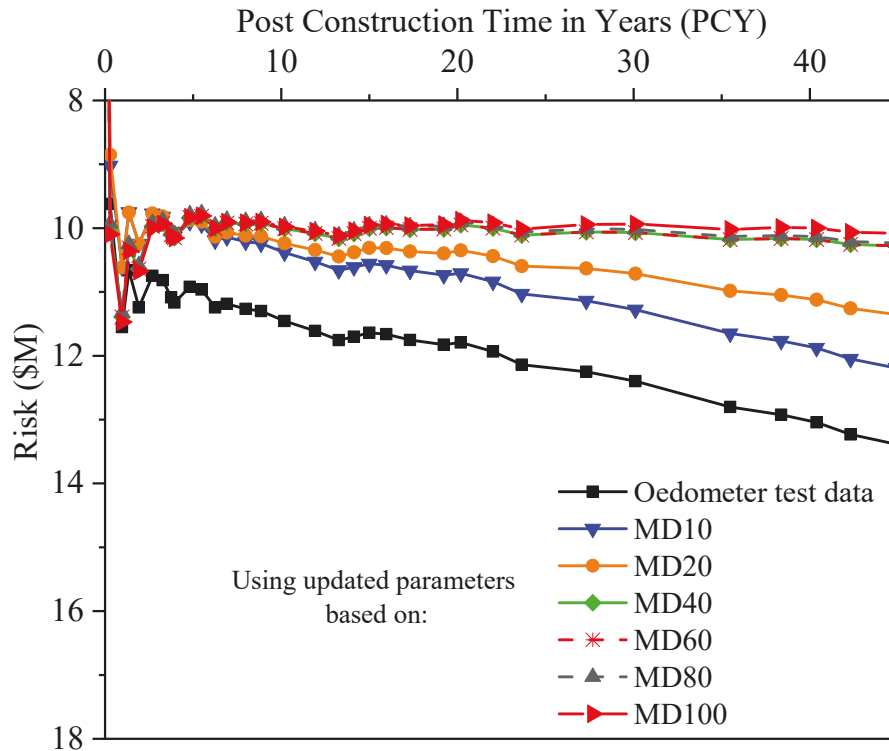 Post Construction Time in Years (PCY)
0 10 20 30 40
8
10
12
14
16
18
Risk ($M)
Using updated parameters
based on:
Oedometer test data
MD10
MD20
MD40
MD60
MD80
MD100